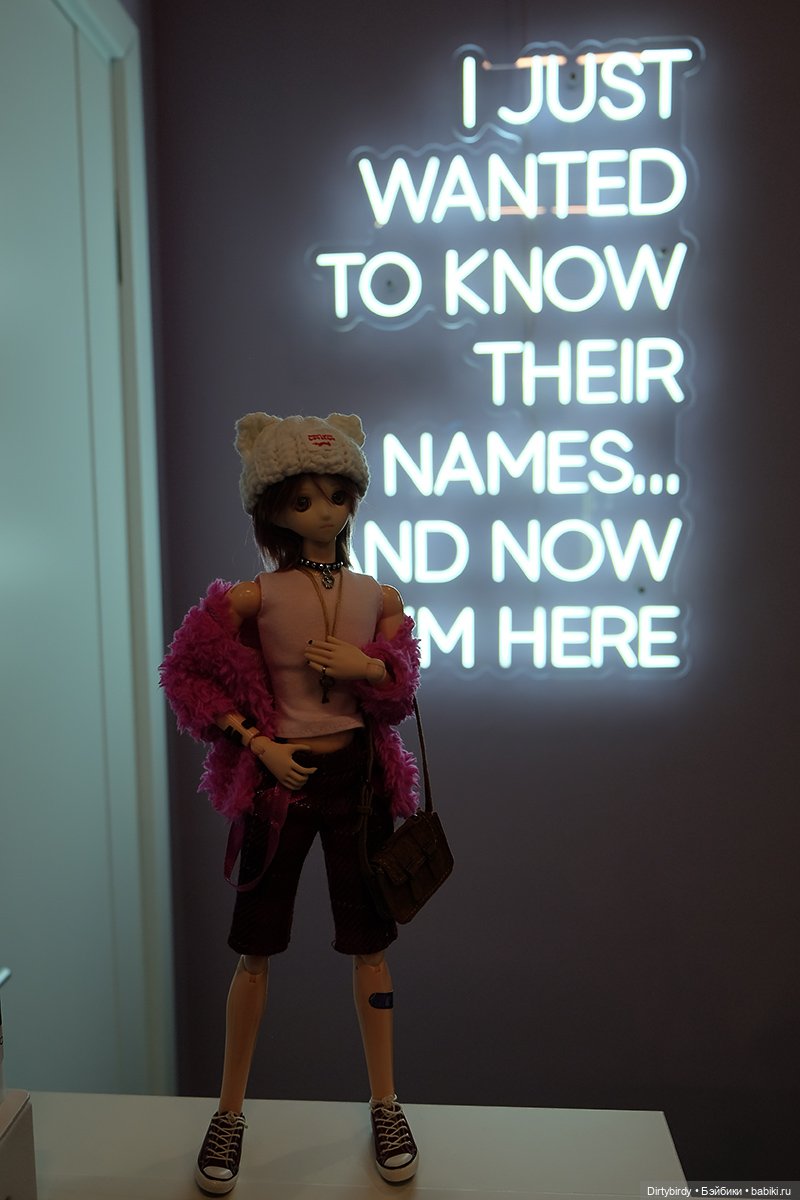 I JUST
WANTED
TO KNOW
THEIR
NAMES...
ND NOW
'M HERE
Dirtybirdy • Бэйбики • babiki.ru